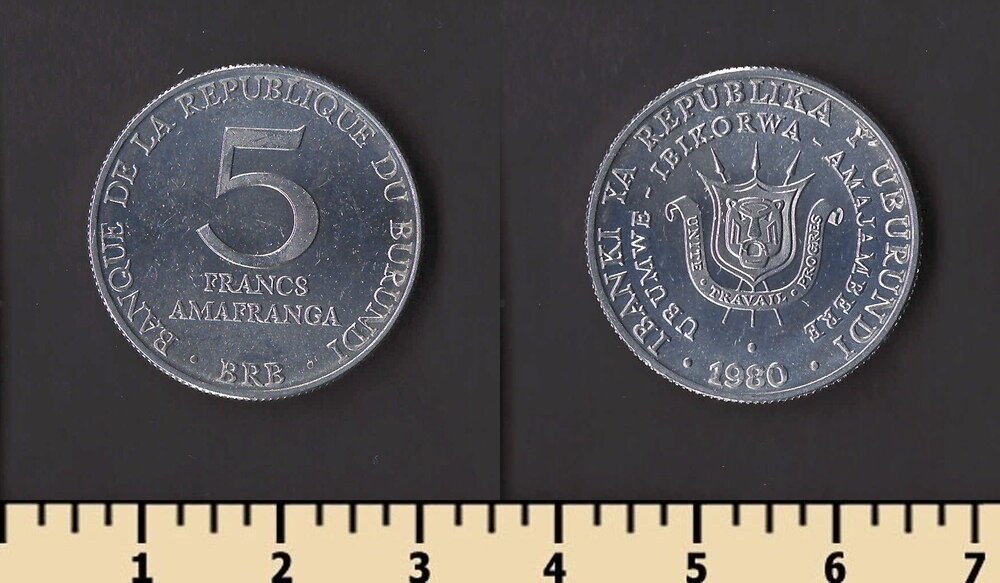 BANQUE DE LA REPUBLIQUE DU BURUNDI
5
FRANCS
AMAFRANGA
· BRB ·
IBANKI YA REPUBLIKA Y' UBURUNDI
UBUMWE - IBIKORWA - AMAJAMBERE
UNITE · TRAVAIL · PROGRES
· 1980 ·
1 2 3 4 5 6 7